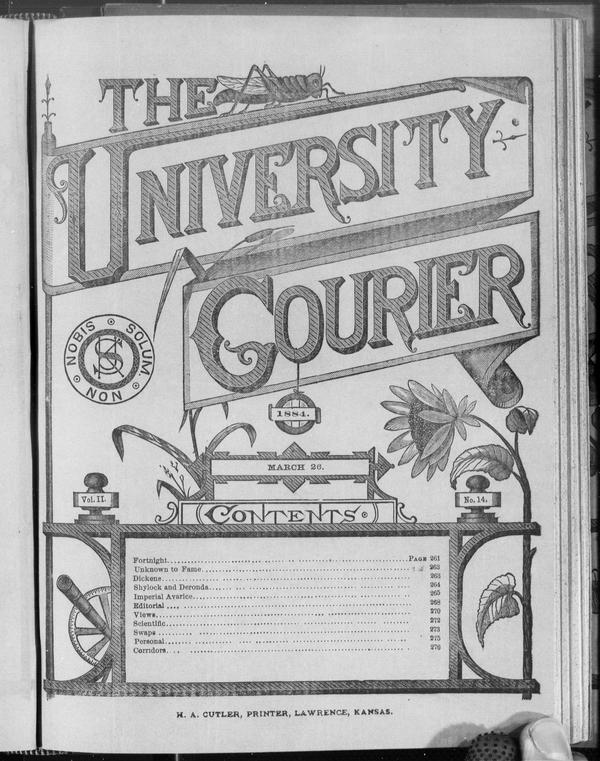 THE
UNIVERSITY
COURIER
NON NOBIS SOLUM
1884.
MARCH 26.
Vol. II.
No. 14.
CONTENTS
Fortnight ........ PAGE 261
Unknown to Fame ........ 262
Dickens ........ 263
Shylock and Deronda ........ 264
Imperial Avarice ........ 265
Editorial .... 268
Views ........ 270
Scientific ........ 272
Swaps ........ 273
Personal ........ 275
Corridors ........ 276
H. A. CUTLER, PRINTER, LAWRENCE, KANSAS.